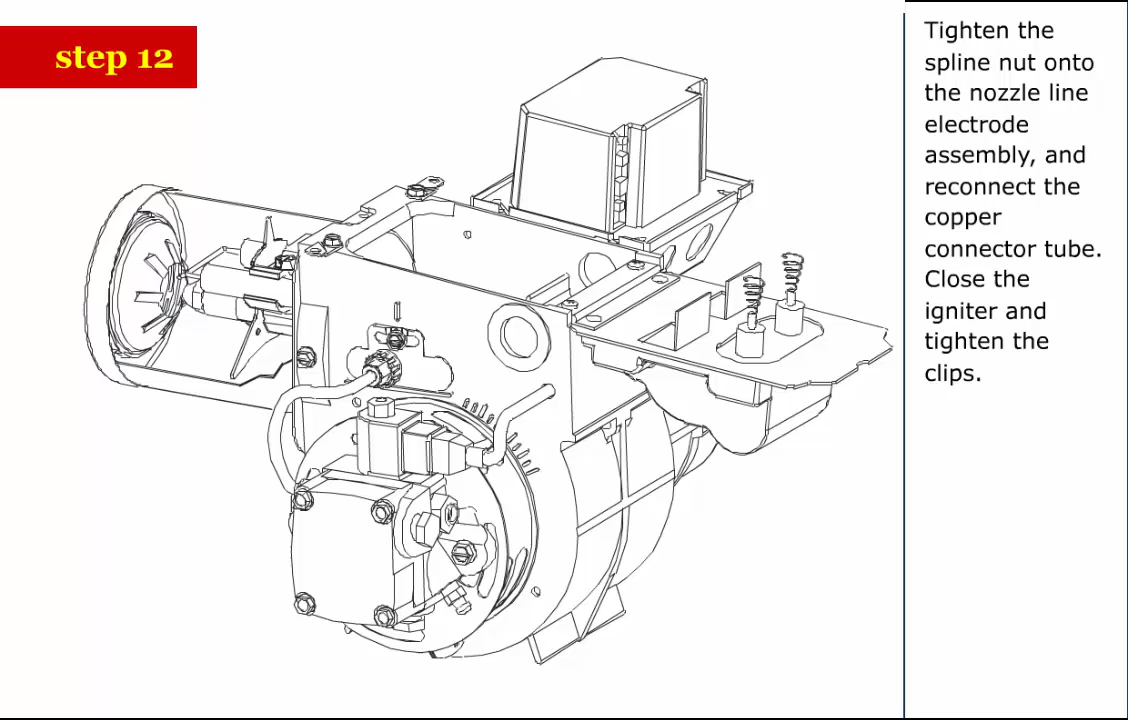 step 12
Tighten the
spline nut onto
the nozzle line
electrode
assembly, and
reconnect the
copper
connector tube.
Close the
igniter and
tighten the
clips.